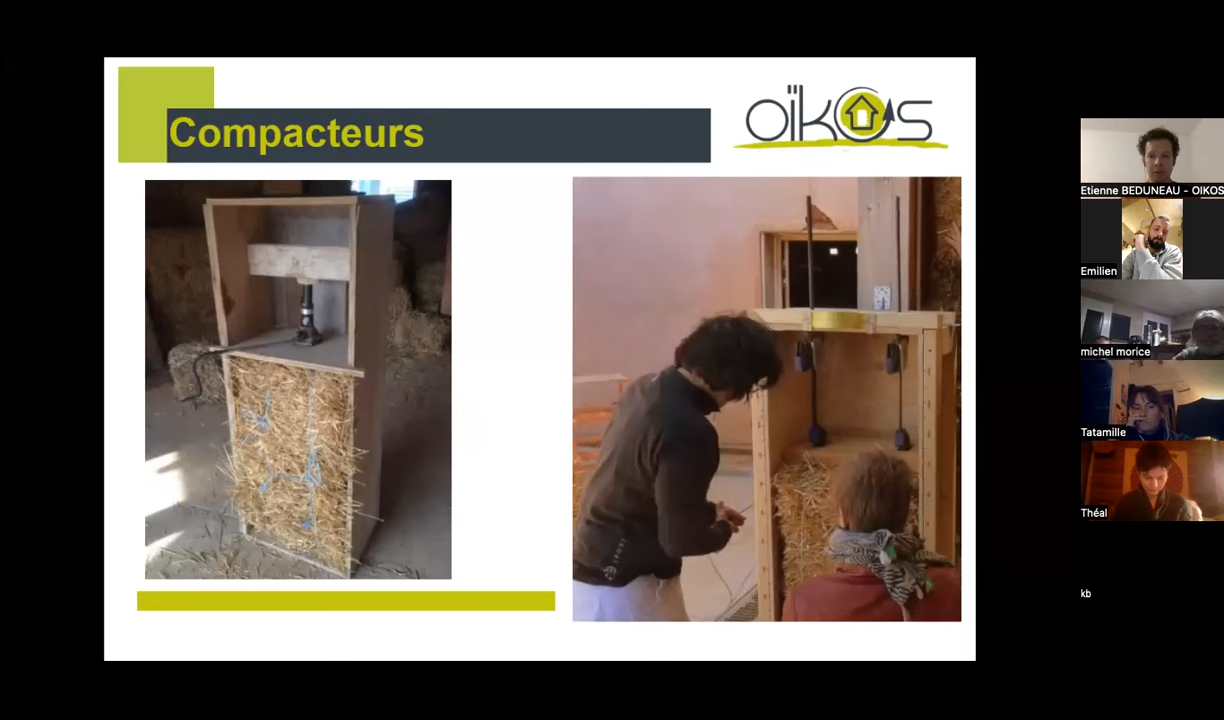 Compacteurs
oïkos
Etienne BEDUNEAU - OIKOS
Emilien
michel morice
Tatamille
Théal
kb